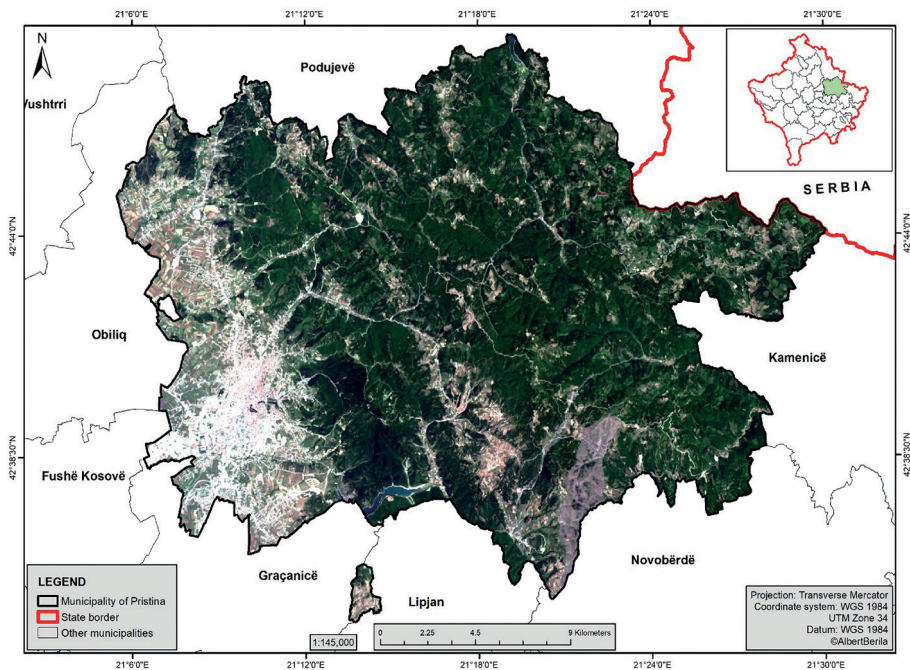 21°6'0"E
21°12'0"E
21°18'0"E
21°24'0"E
21°30'0"E
N
Podujevë
Vushtrri
SERBIA
42°44'0"N
42°44'0"N
Obiliq
Kamenicë
42°38'30"N
42°38'30"N
Fushë Kosovë
Novobërdë
Graçanicë
Lipjan
LEGEND
Municipality of Pristina
State border
Other municipalities
1:145,000
0 2.25 4.5 9 Kilometers
Projection: Transverse Mercator
Coordinate system: WGS 1984
UTM Zone 34
Datum: WGS 1984
©AlbertBerila
21°6'0"E
21°12'0"E
21°18'0"E
21°24'0"E
21°30'0"E